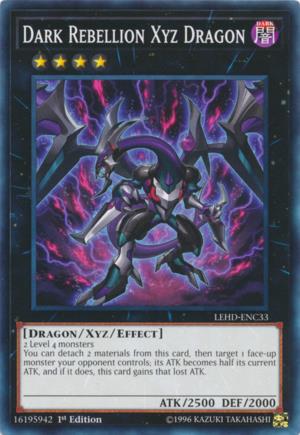 Dark Rebellion Xyz Dragon
DARK
闇
LEHD-ENC33
[Dragon/Xyz/Effect]
2 Level 4 monsters
You can detach 2 materials from this card, then target 1 face-up
monster your opponent controls; its ATK becomes half its current
ATK, and if it does, this card gains that lost ATK.
ATK/2500 DEF/2000
16195942 1st Edition ©1996 KAZUKI TAKAHASHI